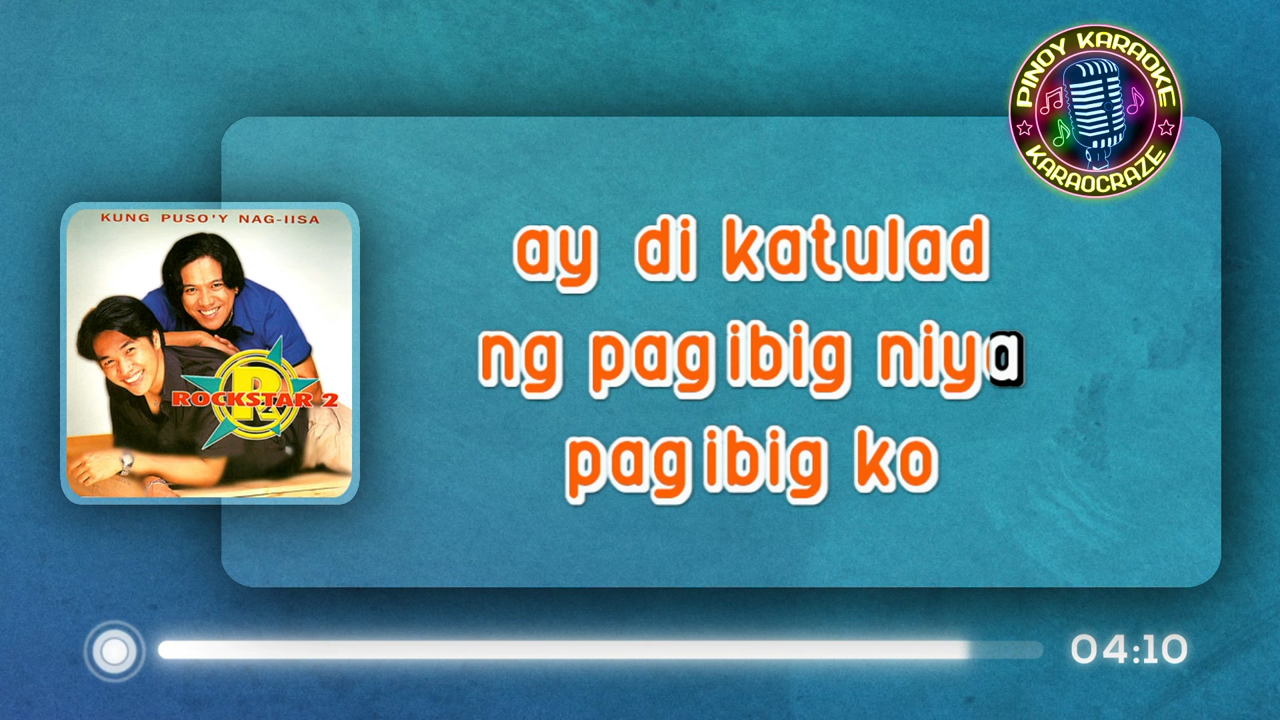 PINOY KARAOKE
KARAOCRAZE
KUNG PUSO'Y NAG-IISA
R2
ROCKSTAR 2
ay di katulad
ng pag ibig niya
pag ibig ko
04:10